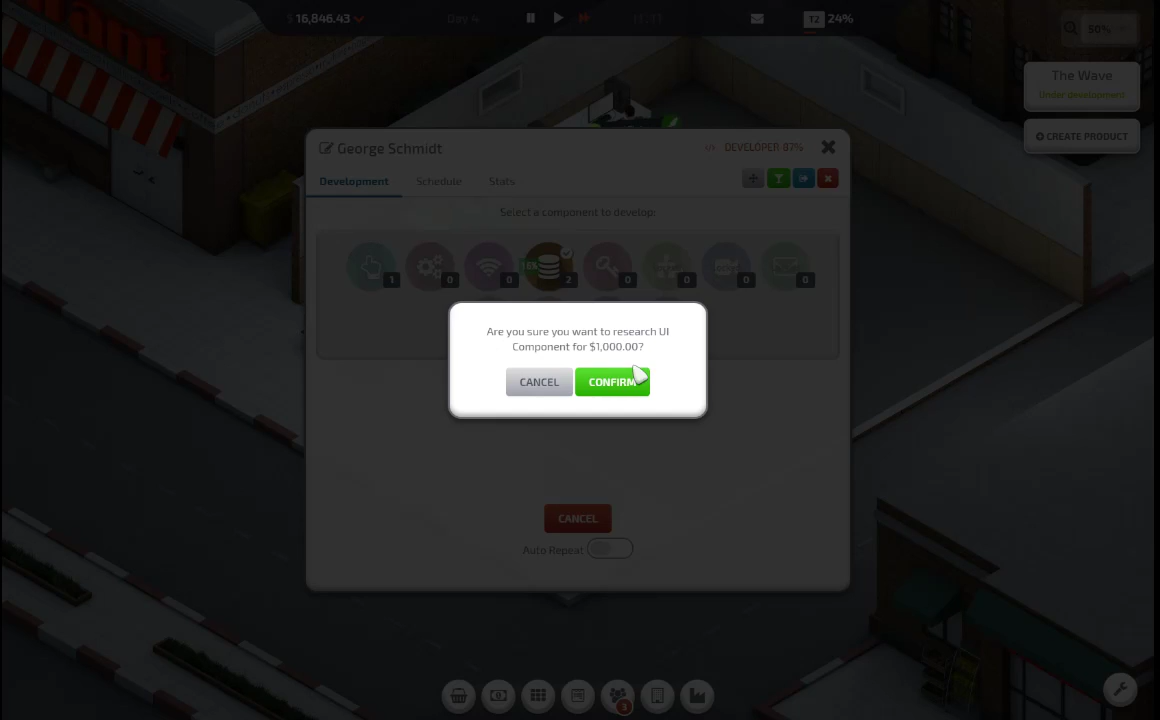 $ 16,846.43
Day 4
T2 24%
50%
The Wave
Under development
CREATE PRODUCT
George Schmidt
</> DEVELOPER 87%
Development
Schedule
Stats
Select a component to develop:
1
0
0
2
0
0
0
0
Are you sure you want to research UI
Component for $1,000.00?
CANCEL
CONFIRM
CANCEL
Auto Repeat
3